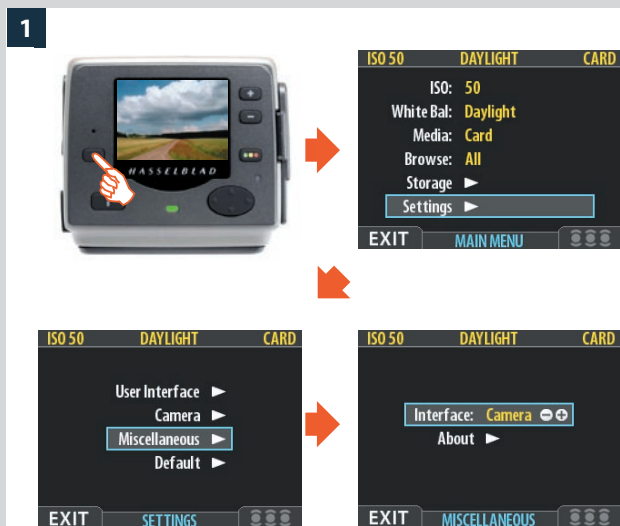 1
HASSELBLAD
ISO 50 DAYLIGHT CARD
ISO: 50
White Bal: Daylight
Media: Card
Browse: All
Storage
Settings
EXIT MAIN MENU
ISO 50 DAYLIGHT CARD
User Interface
Camera
Miscellaneous
Default
EXIT SETTINGS
ISO 50 DAYLIGHT CARD
Interface: Camera
About
EXIT MISCELLANEOUS